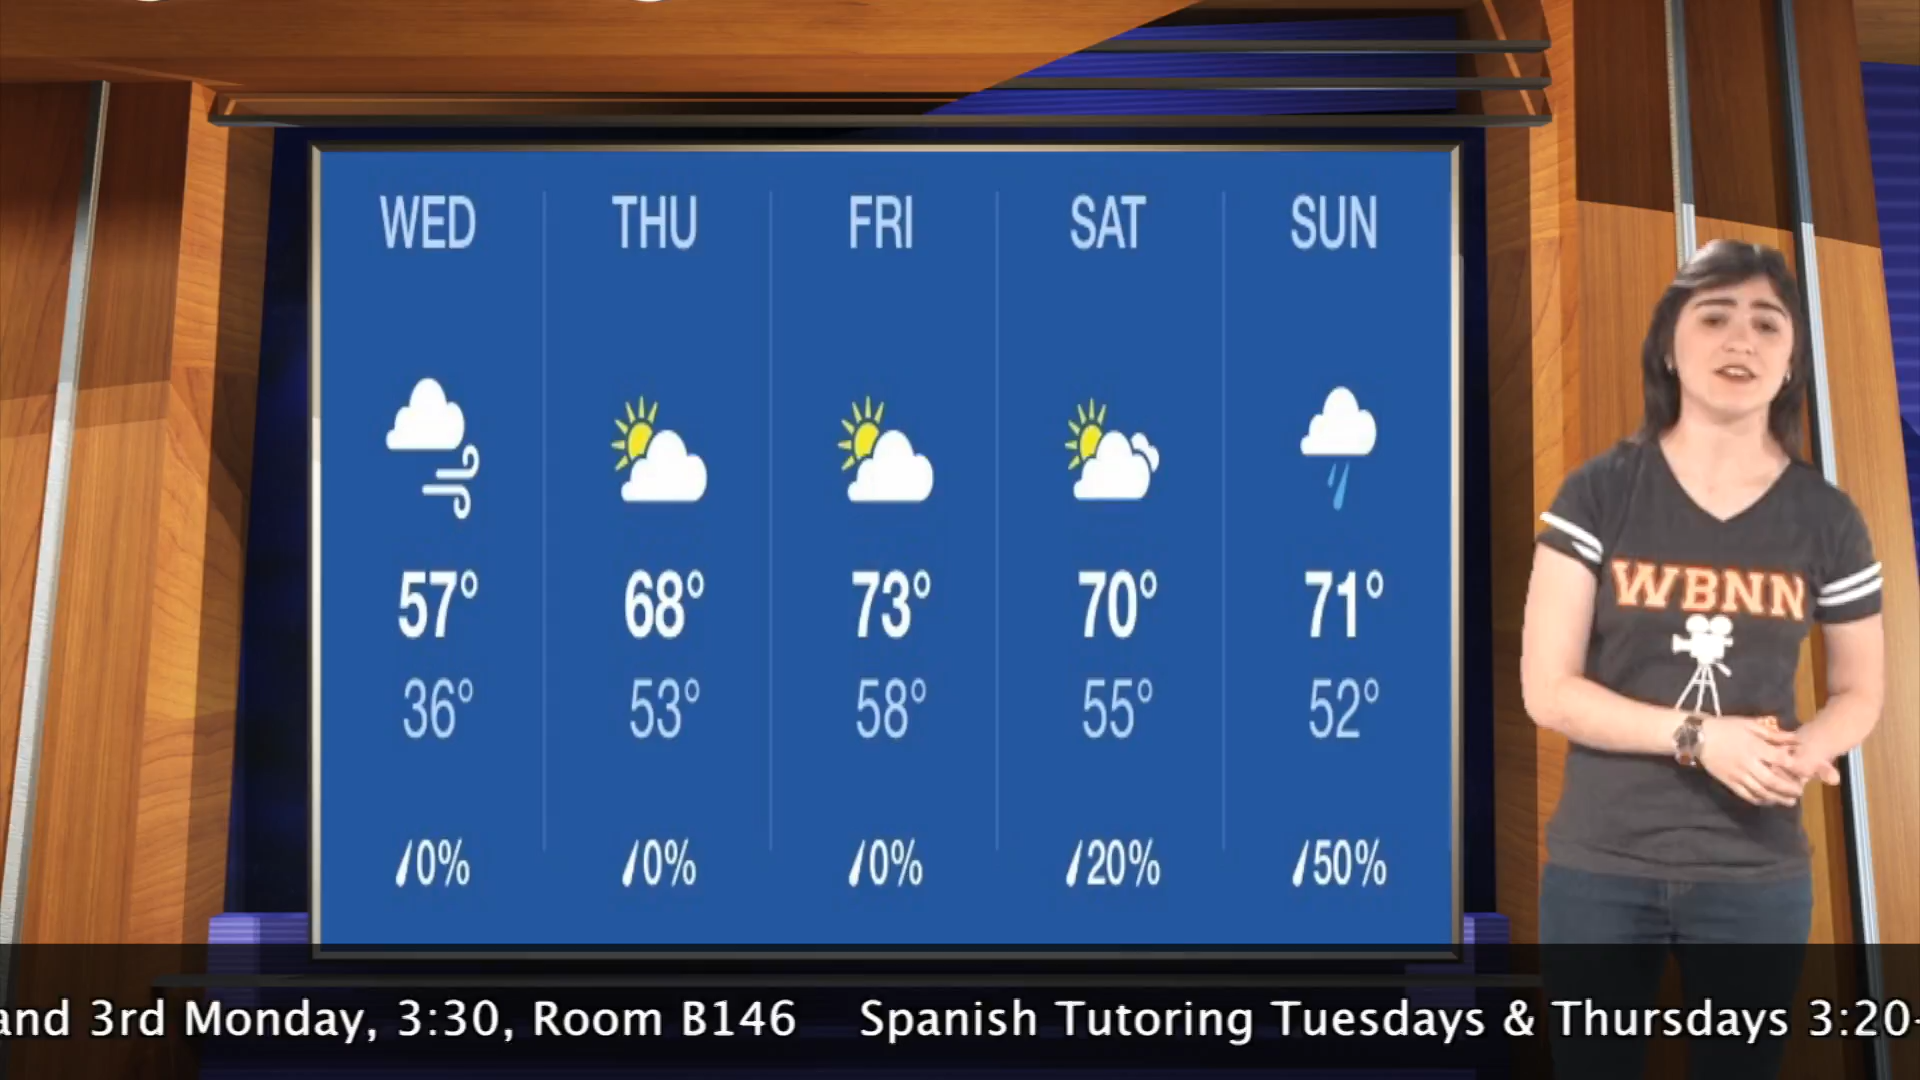 WED THU FRI SAT SUN
57° 68° 73° 70° 71°
36° 53° 58° 55° 52°
0% 0% 0% 20% 50%
WBNN
and 3rd Monday, 3:30, Room B146 Spanish Tutoring Tuesdays & Thursdays 3:20-